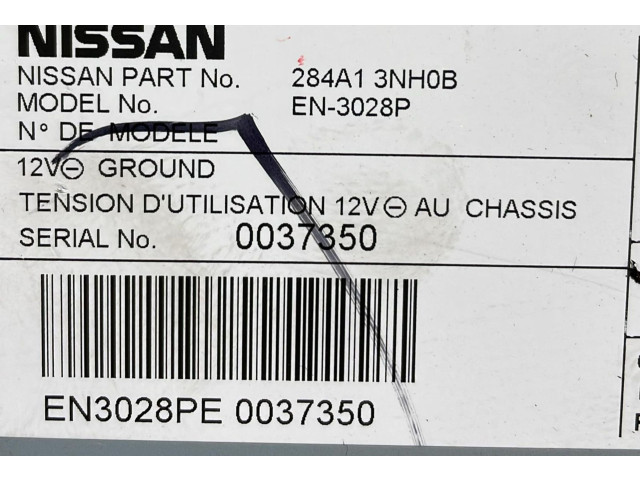 NISSAN
NISSAN PART No. 284A1 3NH0B
MODEL No. EN-3028P
N° DE MODÈLE
12V⊖ GROUND
TENSION D'UTILISATION 12V⊖ AU CHASSIS
SERIAL No. 0037350
EN3028PE 0037350